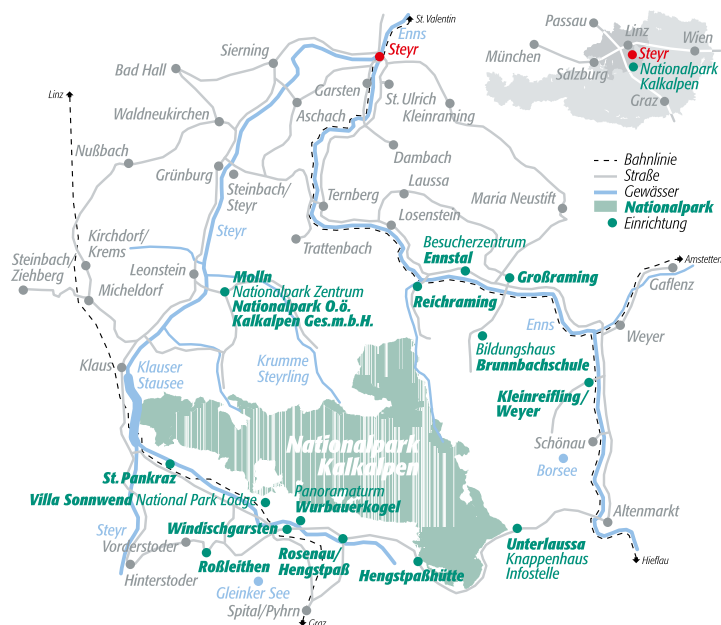 St. Valentin
Enns
Steyr
Sierning
Bad Hall
Garsten
St. Ulrich
Kleinraming
Aschach
Linz
Waldneukirchen
Dambach
Nußbach
Grünburg
Steinbach/
Steyr
Laussa
Ternberg
Maria Neustift
Losenstein
Steyr
Trattenbach
Kirchdorf/
Krems
Steinbach/
Ziehberg
Leonstein
Micheldorf
Molln
Nationalpark Zentrum
Nationalpark O.ö.
Kalkalpen Ges.m.b.H.
Besucherzentrum
Ennstal
Großraming
Reichraming
Amstetten
Gaflenz
Enns
Weyer
Klaus
Klauser
Stausee
Krumme
Steyrling
Bildungshaus
Brunnbachschule
Kleinreifling/
Weyer
Nationalpark
Kalkalpen
Schönau
Borsee
St. Pankraz
Villa Sonnwend National Park Lodge
Panoramaturm
Wurbauerkogel
Altenmarkt
Steyr
Windischgarsten
Vorderstoder
Roßleithen
Rosenau/
Hengstpaß
Hengstpaßhütte
Unterlaussa
Knappenhaus
Infostelle
Hieflau
Hinterstoder
Gleinker See
Spital/Pyhrn
Graz
Passau
Linz
Wien
München
Steyr
Salzburg
Nationalpark
Kalkalpen
Graz
Bahnlinie
Straße
Gewässer
Nationalpark
Einrichtung